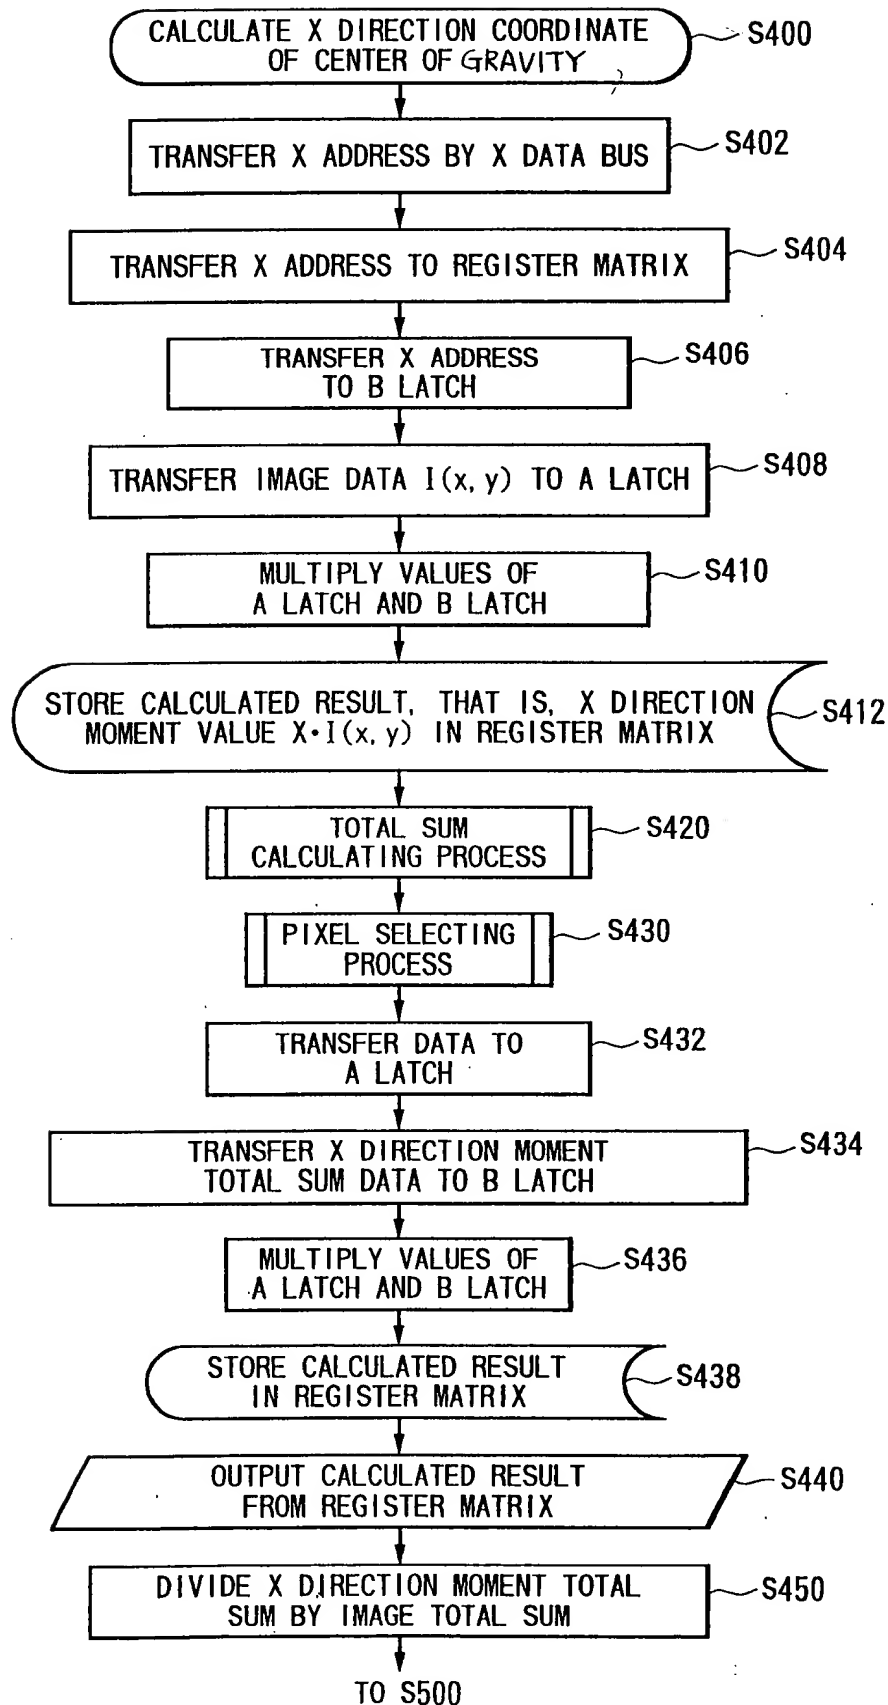 CALCULATE X DIRECTION COORDINATE
OF CENTER OF GRAVITY
S400
TRANSFER X ADDRESS BY X DATA BUS
S402
TRANSFER X ADDRESS TO REGISTER MATRIX
S404
TRANSFER X ADDRESS
TO B LATCH
S406
TRANSFER IMAGE DATA I(x, y) TO A LATCH
S408
MULTIPLY VALUES OF
A LATCH AND B LATCH
S410
STORE CALCULATED RESULT, THAT IS, X DIRECTION
MOMENT VALUE X·I(x, y) IN REGISTER MATRIX
S412
TOTAL SUM
CALCULATING PROCESS
S420
PIXEL SELECTING
PROCESS
S430
TRANSFER DATA TO
A LATCH
S432
TRANSFER X DIRECTION MOMENT
TOTAL SUM DATA TO B LATCH
S434
MULTIPLY VALUES OF
A LATCH AND B LATCH
S436
STORE CALCULATED RESULT
IN REGISTER MATRIX
S438
OUTPUT CALCULATED RESULT
FROM REGISTER MATRIX
S440
DIVIDE X DIRECTION MOMENT TOTAL
SUM BY IMAGE TOTAL SUM
S450
TO S500